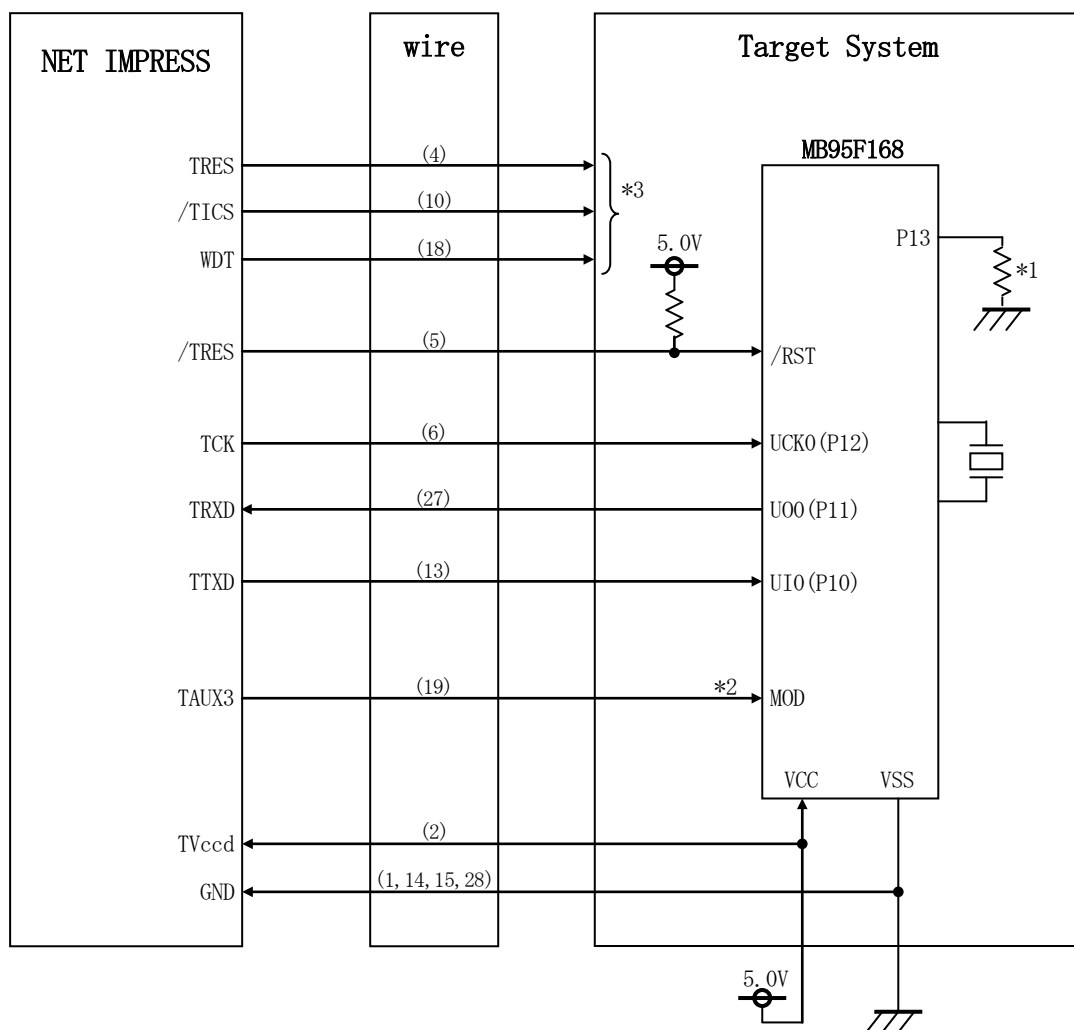 NET IMPRESS
wire
Target System
MB95F168
TRES
(4)
*3
/TICS
(10)
WDT
(18)
5.0V
P13
*1
/TRES
(5)
/RST
TCK
(6)
UCK0(P12)
TRXD
(27)
UO0(P11)
TTXD
(13)
UI0(P10)
TAUX3
(19)
*2
MOD
VCC
VSS
TVccd
(2)
GND
(1,14,15,28)
5.0V